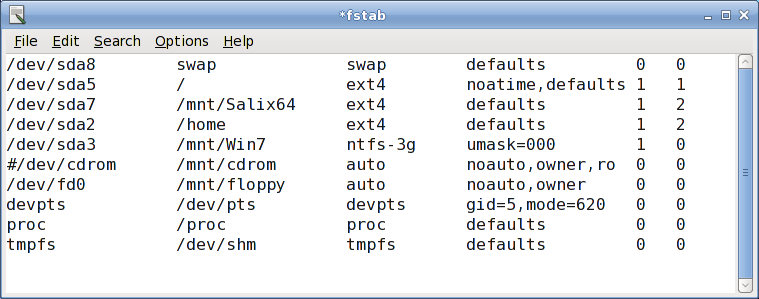 *fstab
File Edit Search Options Help
/dev/sda8 swap swap defaults 0 0
/dev/sda5 / ext4 noatime,defaults 1 1
/dev/sda7 /mnt/Salix64 ext4 defaults 1 2
/dev/sda2 /home ext4 defaults 1 2
/dev/sda3 /mnt/Win7 ntfs-3g umask=000 1 0
#/dev/cdrom /mnt/cdrom auto noauto,owner,ro 0 0
/dev/fd0 /mnt/floppy auto noauto,owner 0 0
devpts /dev/pts devpts gid=5,mode=620 0 0
proc /proc proc defaults 0 0
tmpfs /dev/shm tmpfs defaults 0 0